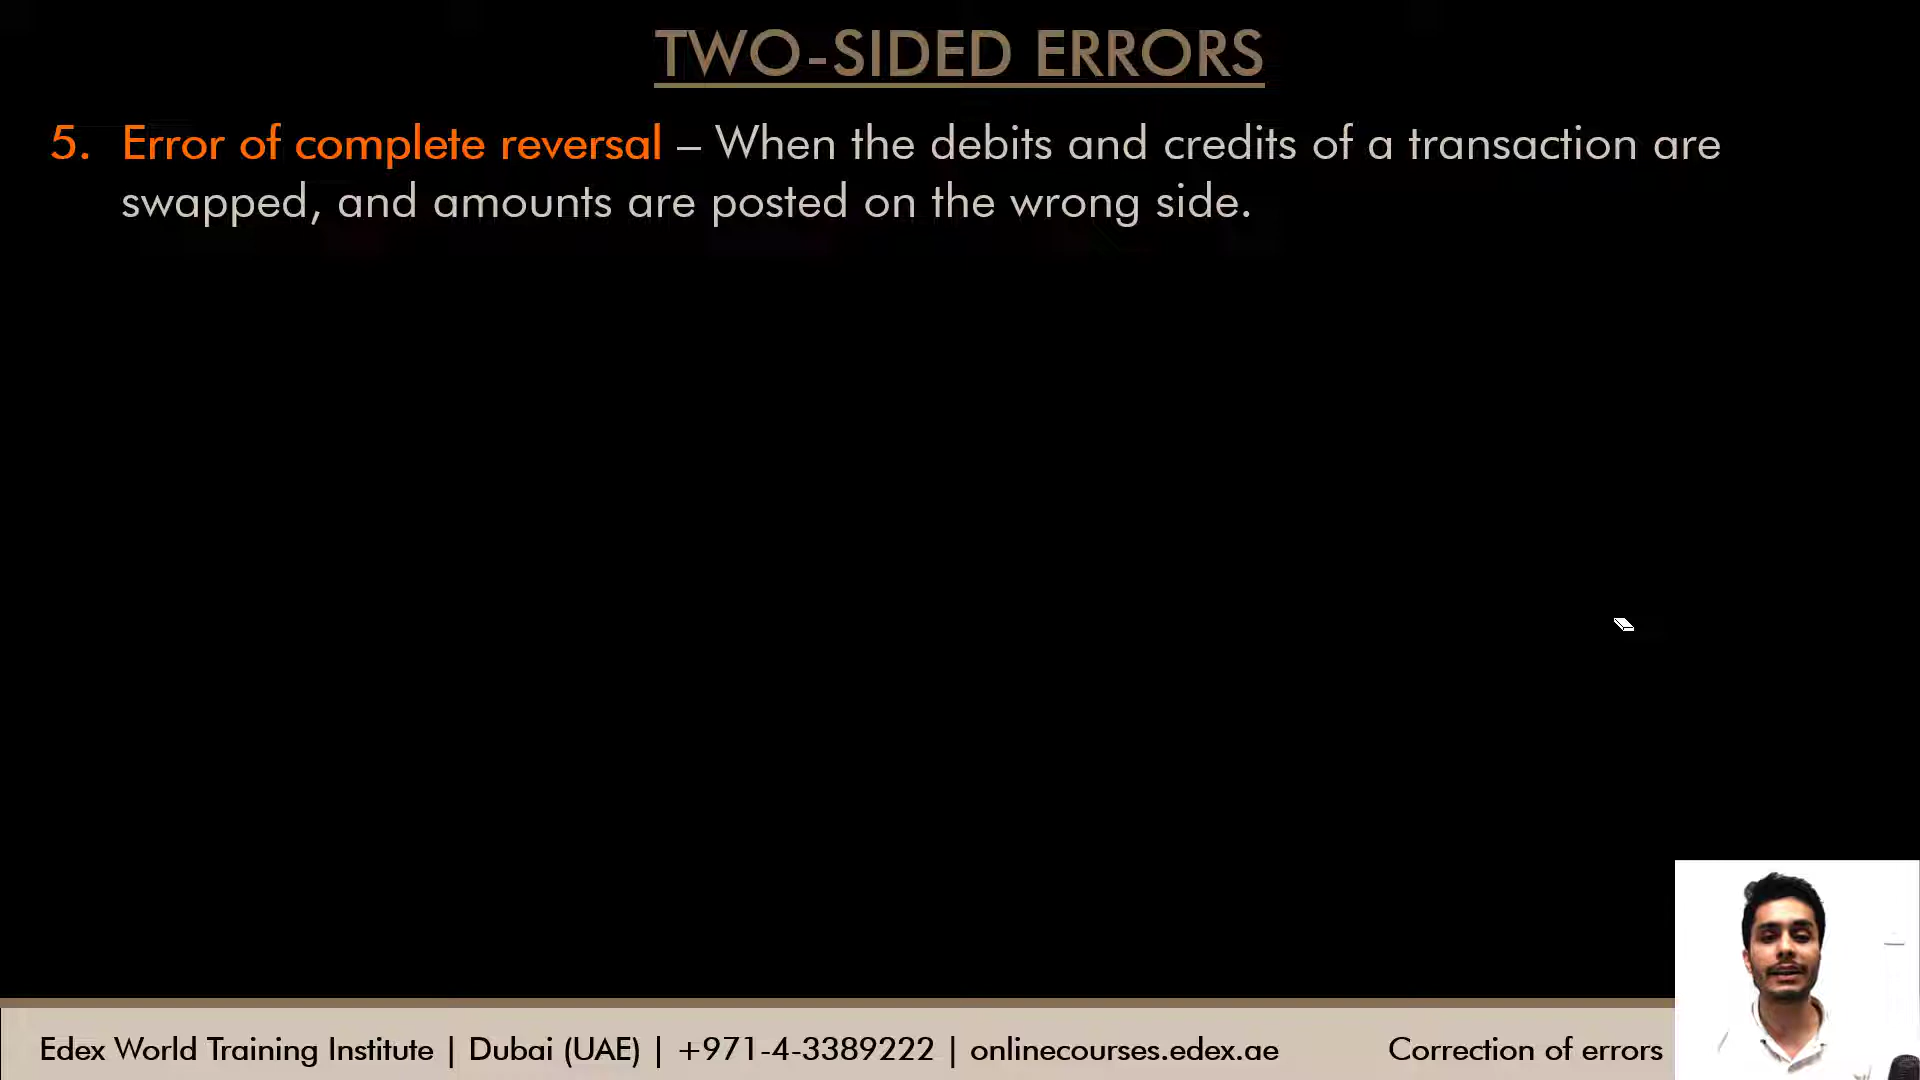 TWO-SIDED ERRORS
5. Error of complete reversal – When the debits and credits of a transaction are
swapped, and amounts are posted on the wrong side.
Edex World Training Institute | Dubai (UAE) | +971-4-3389222 | onlinecourses.edex.ae Correction of errors